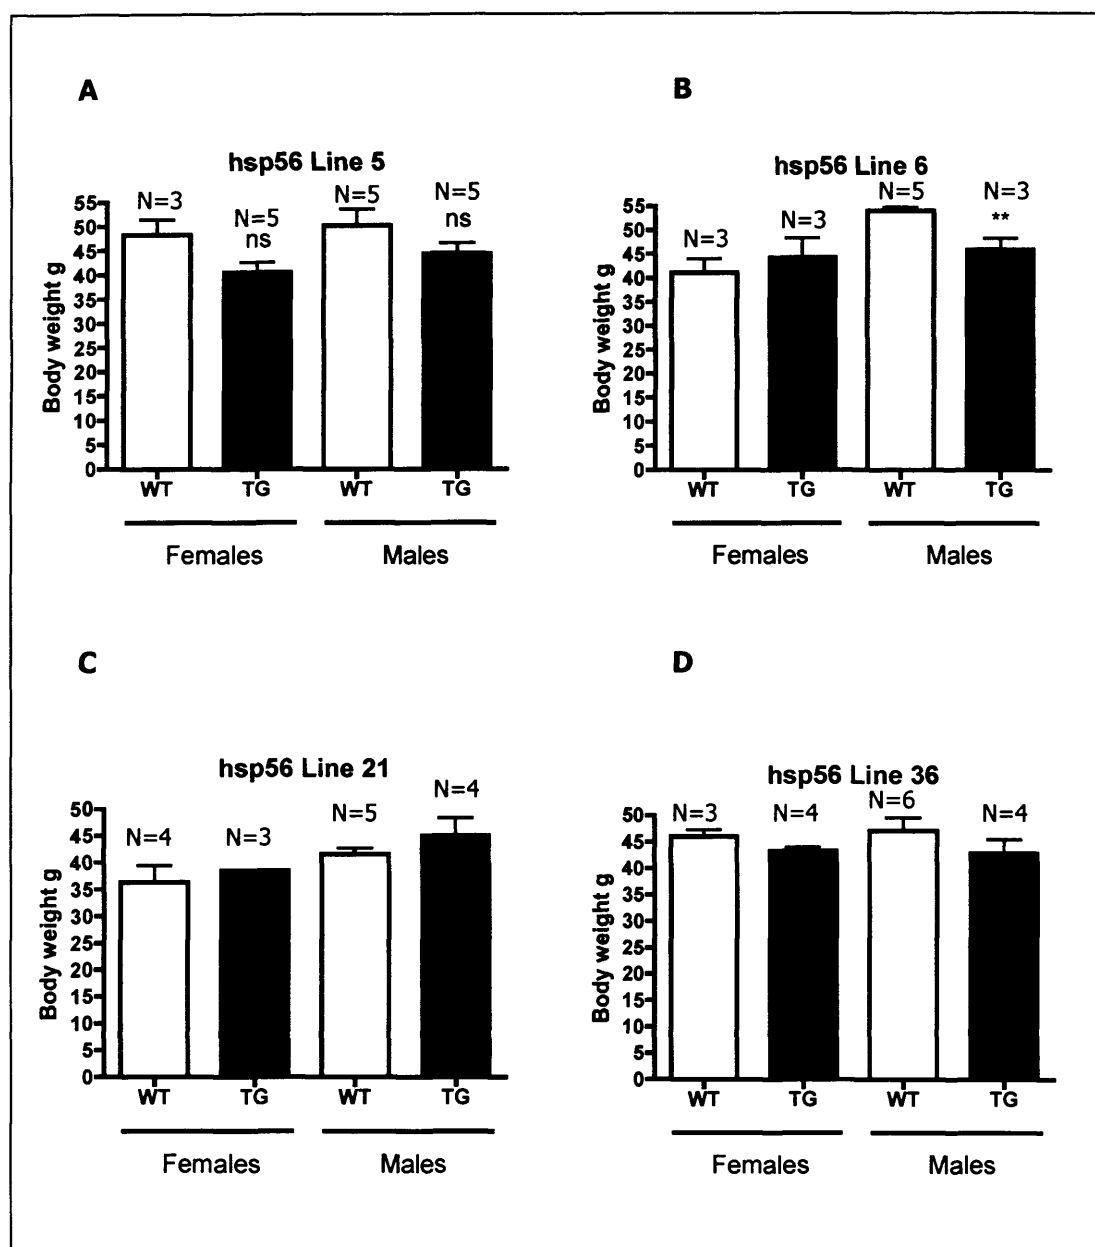 A
hsp56 Line 5
N=3
N=5
ns
N=5
N=5
ns
Body weight g
55
50
45
40
35
30
25
20
15
10
5
0
WT
TG
WT
TG
Females
Males
B
hsp56 Line 6
N=3
N=3
N=5
N=3
**
Body weight g
55
50
45
40
35
30
25
20
15
10
5
0
WT
TG
WT
TG
Females
Males
C
hsp56 Line 21
N=4
N=3
N=5
N=4
Body weight g
50
45
40
35
30
25
20
15
10
5
0
WT
TG
WT
TG
Females
Males
D
hsp56 Line 36
N=3
N=4
N=6
N=4
Body weight g
50
45
40
35
30
25
20
15
10
5
0
WT
TG
WT
TG
Females
Males